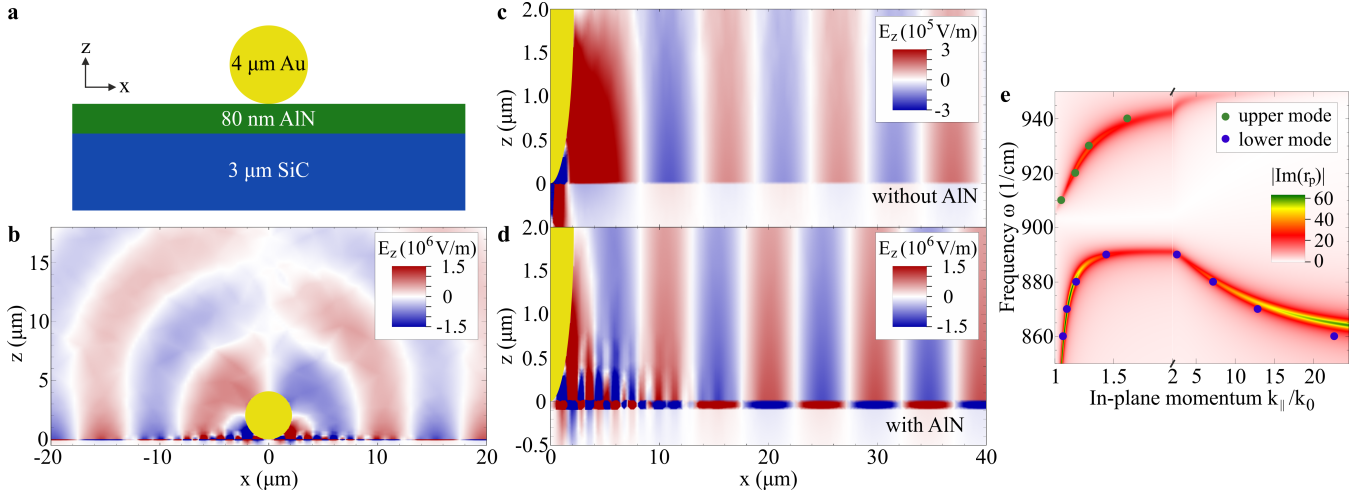 a
z
x
4 μm Au
80 nm AlN
3 μm SiC
b
E_z (10^6 V/m)
1.5
0
-1.5
z (μm)
15
10
5
0
-20
-10
0
10
20
x (μm)
c
E_z (10^5 V/m)
3
0
-3
z (μm)
2.0
1.5
1
0.5
0
without AlN
d
E_z (10^6 V/m)
1.5
0
-1.5
z (μm)
2.0
1.5
1
0.5
0
-0.5
with AlN
0
10
20
30
40
x (μm)
e
upper mode
lower mode
|Im(r_p)|
60
40
20
0
Frequency ω (1/cm)
940
920
900
880
860
1
1.5
2
5
10
15
20
In-plane momentum k_∥/k_0